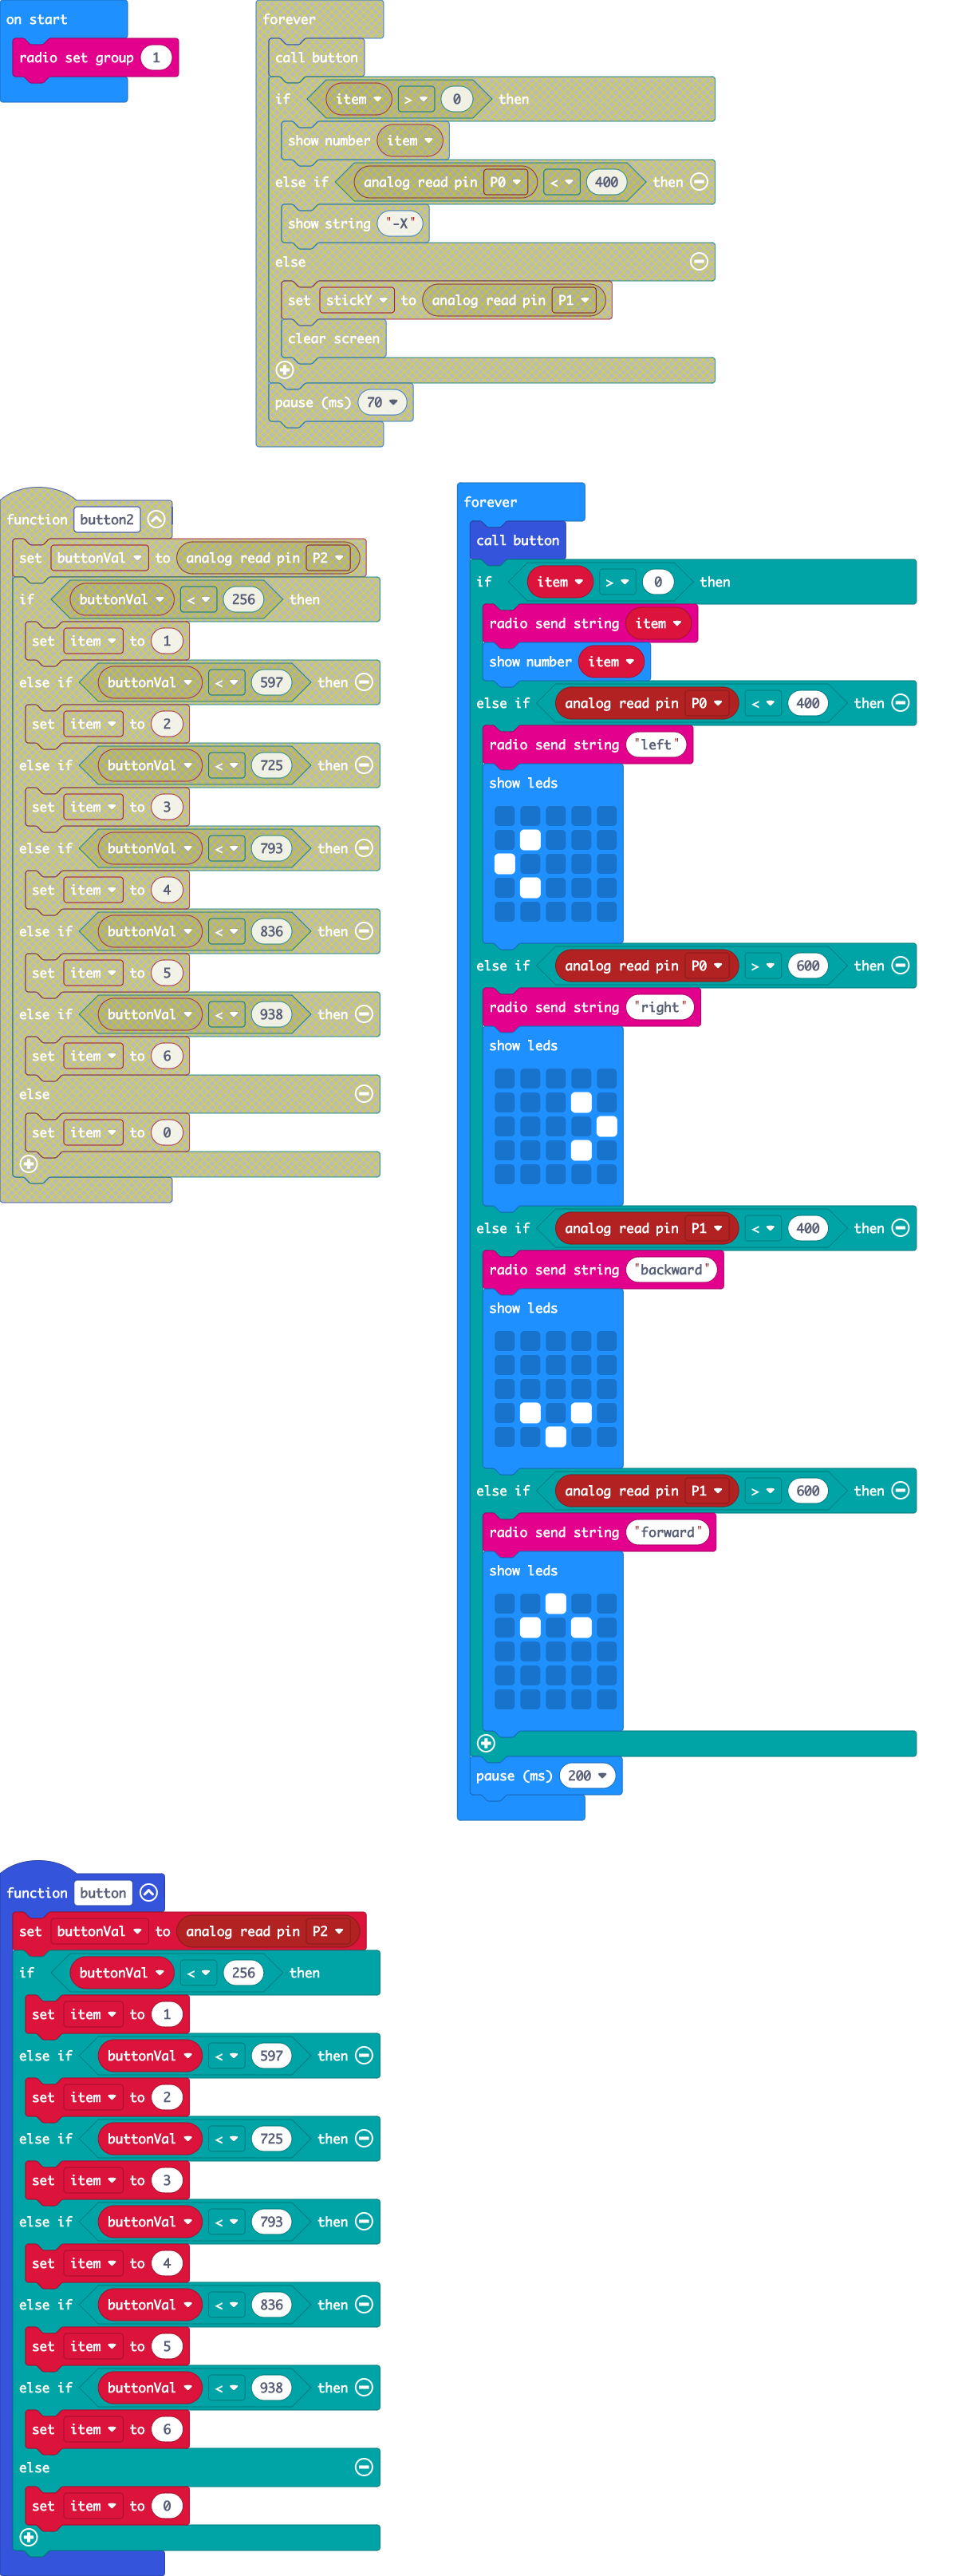 on start
radio set group 1
forever
call button
if item > 0 then
show number item
else if analog read pin P0 < 400 then
show string "-X"
else
set stickY to analog read pin P1
clear screen
pause (ms) 70
function button2
set buttonVal to analog read pin P2
if buttonVal < 256 then
set item to 1
else if buttonVal < 597 then
set item to 2
else if buttonVal < 725 then
set item to 3
else if buttonVal < 793 then
set item to 4
else if buttonVal < 836 then
set item to 5
else if buttonVal < 938 then
set item to 6
else
set item to 0
forever
call button
if item > 0 then
radio send string item
show number item
else if analog read pin P0 < 400 then
radio send string "left"
show leds
else if analog read pin P0 > 600 then
radio send string "right"
show leds
else if analog read pin P1 < 400 then
radio send string "backward"
show leds
else if analog read pin P1 > 600 then
radio send string "forward"
show leds
pause (ms) 200
function button
set buttonVal to analog read pin P2
if buttonVal < 256 then
set item to 1
else if buttonVal < 597 then
set item to 2
else if buttonVal < 725 then
set item to 3
else if buttonVal < 793 then
set item to 4
else if buttonVal < 836 then
set item to 5
else if buttonVal < 938 then
set item to 6
else
set item to 0